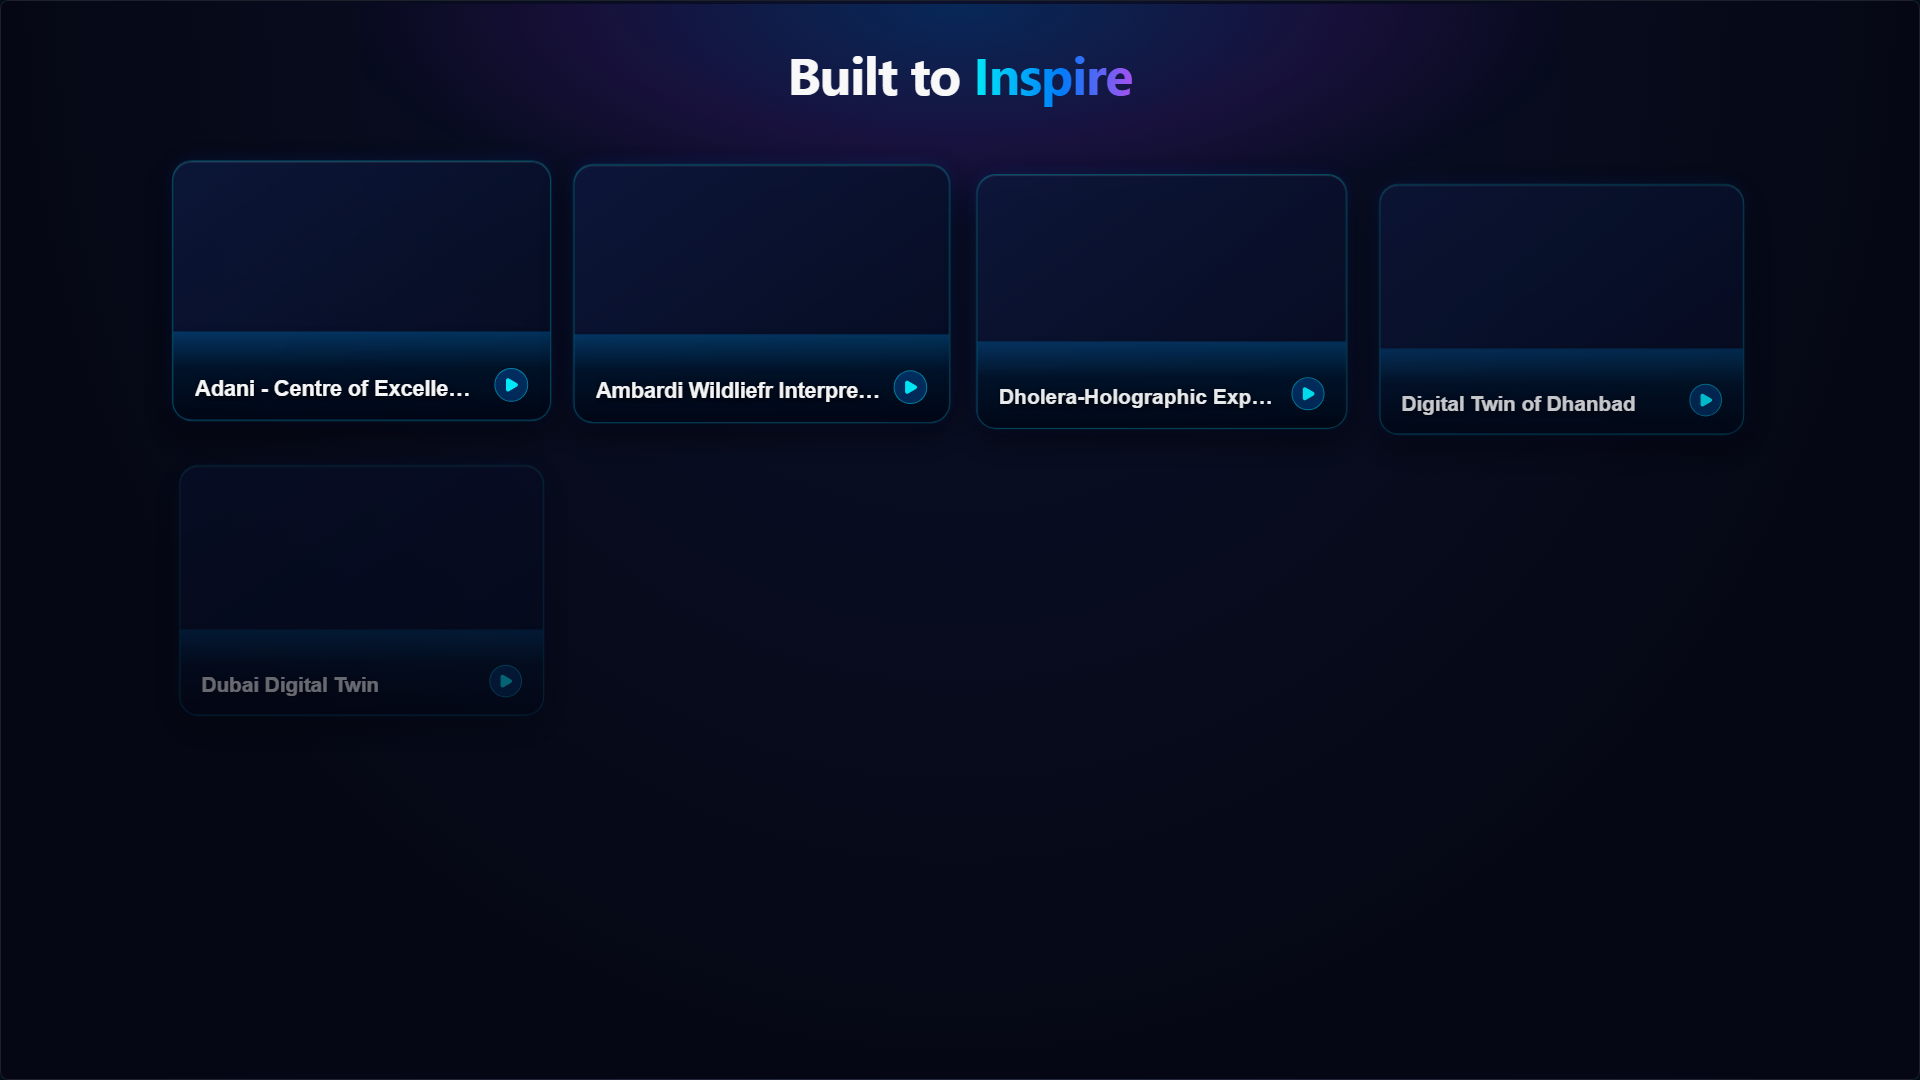 Built to Inspire
Adani - Centre of Excelle...
Ambardi Wildliefr Interpre...
Dholera-Holographic Exp...
Digital Twin of Dhanbad
Dubai Digital Twin